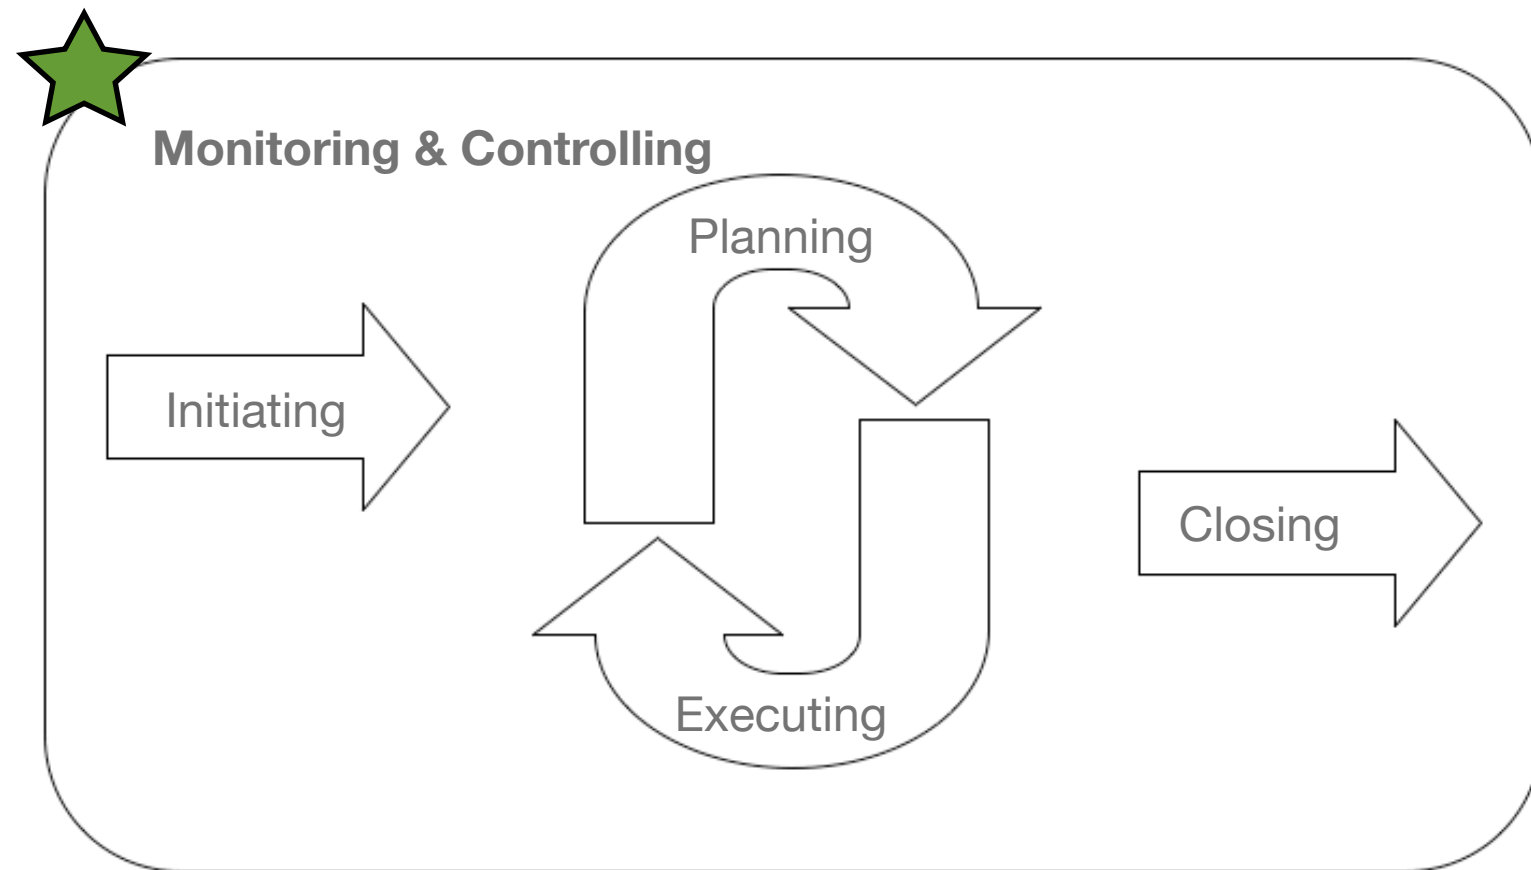 Monitoring & Controlling
Planning
Initiating
Closing
Executing